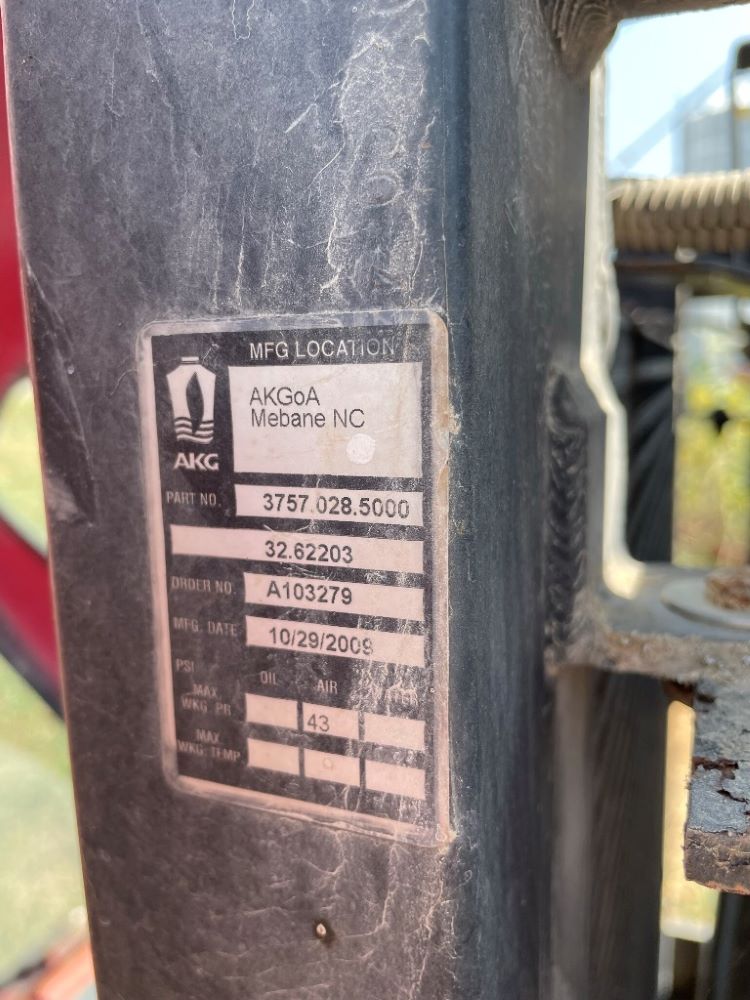 MFG LOCATION
AKGoA
Mebane NC
AKG
PART NO. 3757.028.5000
32.62203
ORDER NO. A103279
MFG. DATE 10/29/2009
PSI OIL AIR WATER
MAX. WKG. PR. 43
MAX. WKG. TEMP.